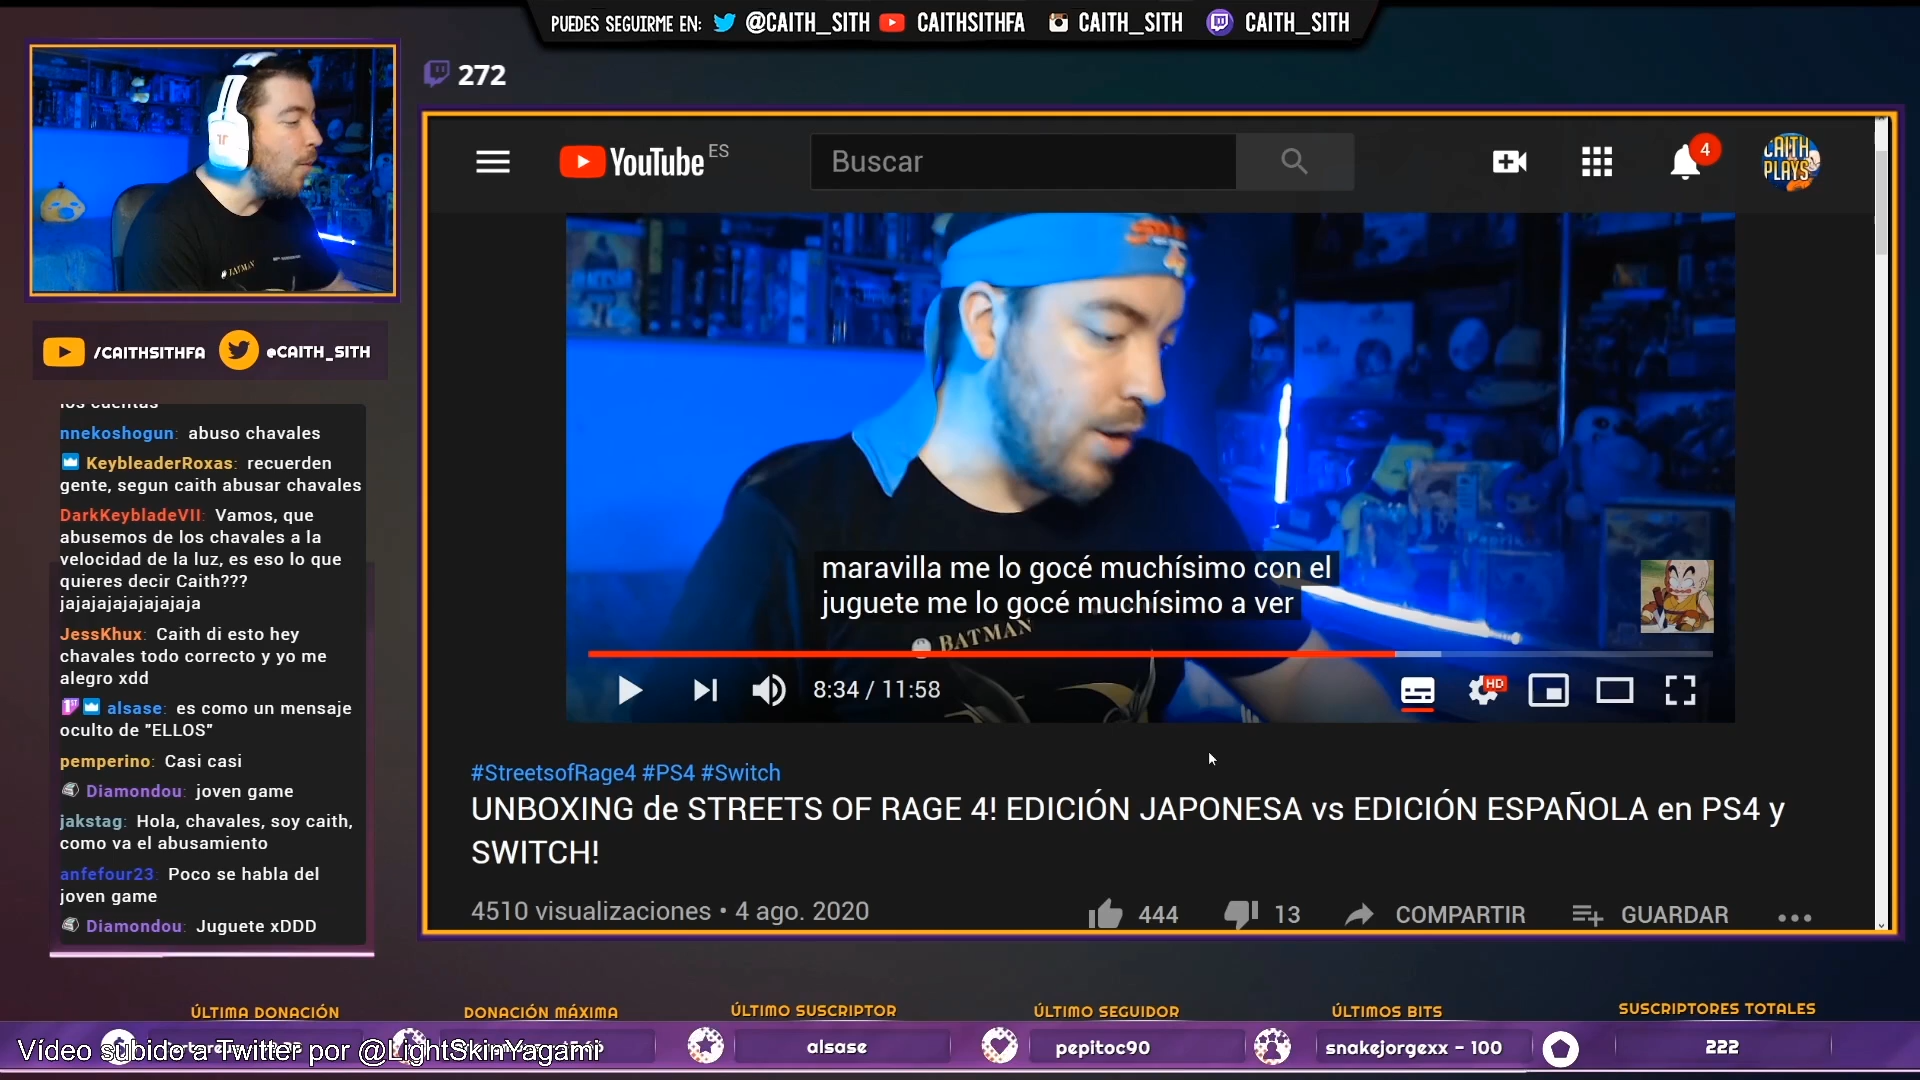 PUEDES SEGUIRME EN: @CAITH_SITH CAITHSITHFA CAITH_SITH CAITH_SITH
272
/CAITHSITHFA @CAITH_SITH
nnekoshogun: abuso chavales
KeybleaderRoxas: recuerden
gente, segun caith abusar chavales
DarkKeybladeVII: Vamos, que
abusemos de los chavales a la
velocidad de la luz, es eso lo que
quieres decir Caith???
jajajajajajajaja
JessKhux: Caith di esto hey
chavales todo correcto y yo me
alegro xdd
1ST alsase: es como un mensaje
oculto de "ELLOS"
pemperino: Casi casi
Diamondou: joven game
jakstag: Hola, chavales, soy caith,
como va el abusamiento
anfefour23: Poco se habla del
joven game
Diamondou: Juguete xDDD
YouTube ES
Buscar
4
CAITH
PLAYS
maravilla me lo gocé muchísimo con el
juguete me lo gocé muchísimo a ver
BATMAN
8:34 / 11:58
HD
#StreetsofRage4 #PS4 #Switch
UNBOXING de STREETS OF RAGE 4! EDICIÓN JAPONESA vs EDICIÓN ESPAÑOLA en PS4 y
SWITCH!
4510 visualizaciones • 4 ago. 2020
444 13 COMPARTIR GUARDAR
ÚLTIMA DONACIÓN
DONACIÓN MÁXIMA
ÚLTIMO SUSCRIPTOR
alsase
ÚLTIMO SEGUIDOR
pepitoc90
ÚLTIMOS BITS
snakejorgexx - 100
SUSCRIPTORES TOTALES
222
Vídeo subido a Twitter por @LightSkinYagami